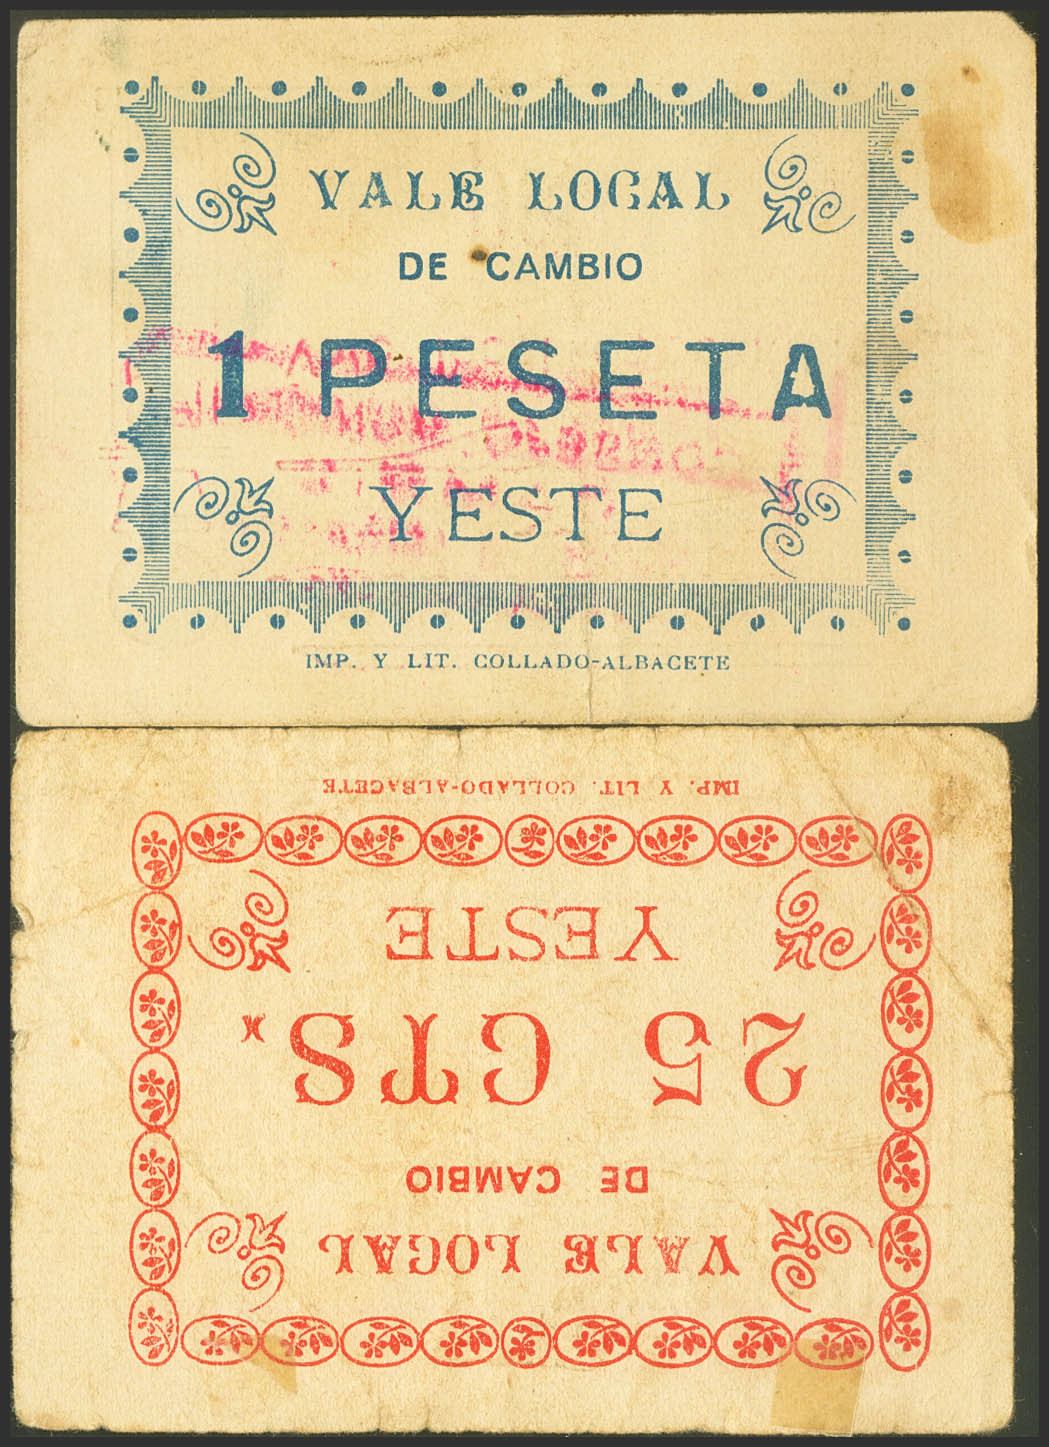 VALE LOCAL
DE CAMBIO
1 PESETA
YESTE
IMP. Y LIT. COLLADO-ALBACETE
VALE LOCAL
DE CAMBIO
25 CTS.
YESTE
IMP. Y LIT. COLLADO-ALBACETE